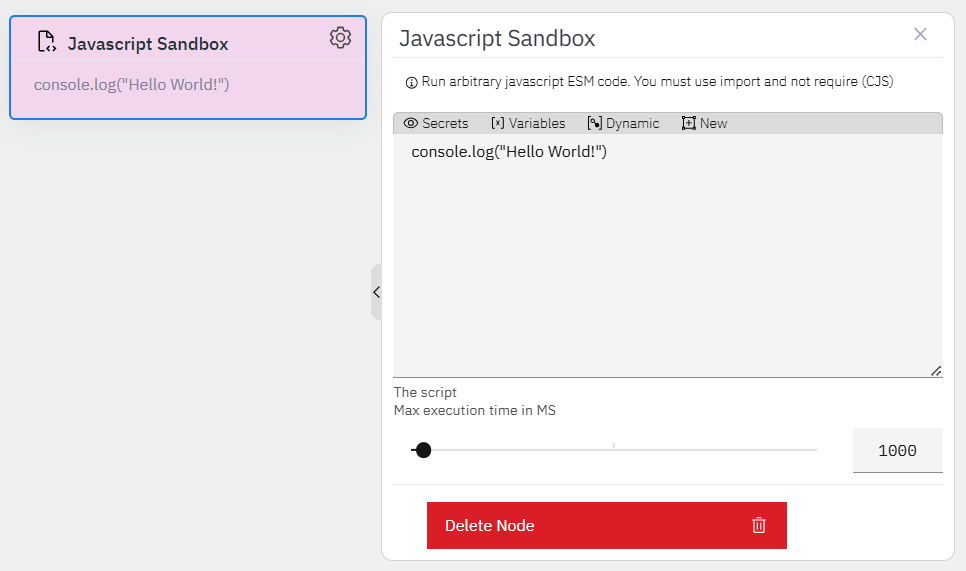 Javascript Sandbox
console.log("Hello World!")
Javascript Sandbox
Run arbitrary javascript ESM code. You must use import and not require (CJS)
Secrets Variables Dynamic New
console.log("Hello World!")
The script
Max execution time in MS
1000
Delete Node